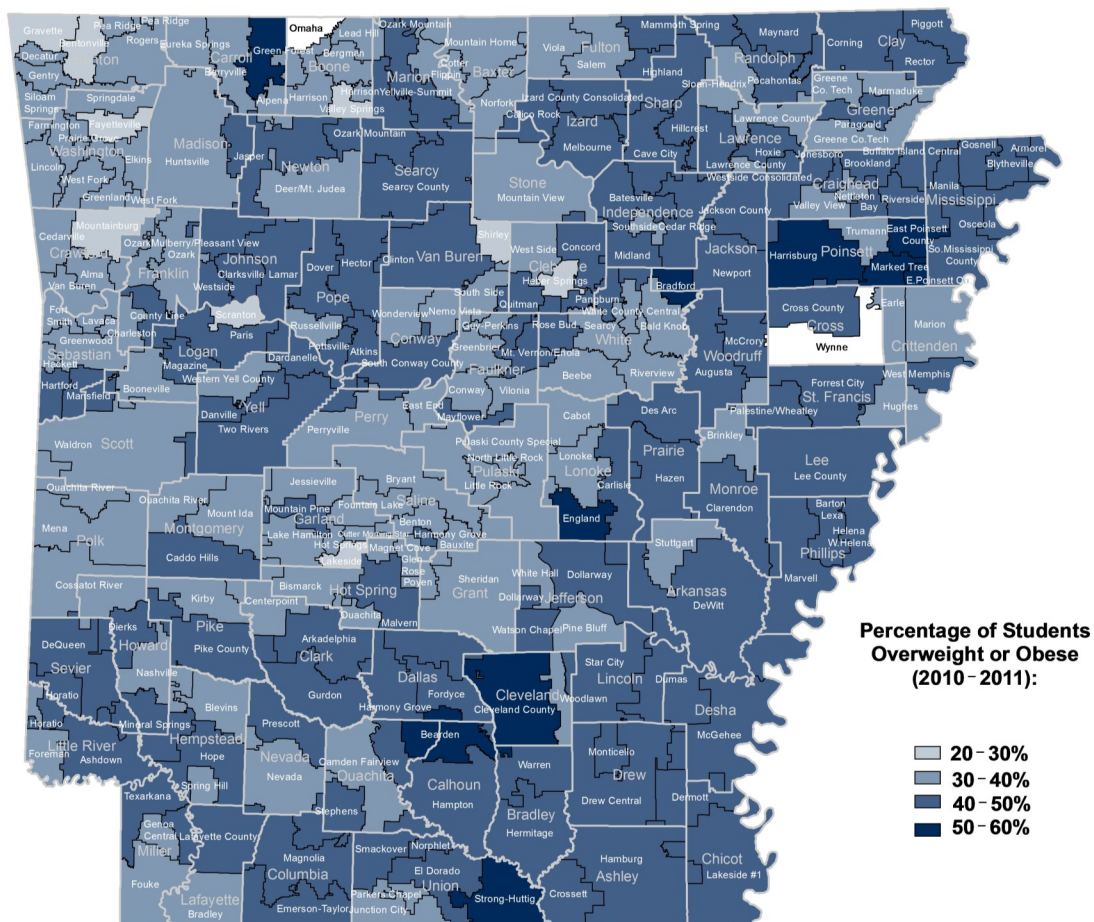 Omaha
Gravette
Pea Ridge
Pea Ridge
Bentonville
Rogers
Eureka Springs
Decatur
Gentry
Carroll
Green Forest
Berryville
Lead Hill
Bergman
Boone
Ozark Mountain
Mountain Home
Cotter
Flippin
Marion
Baxter
Viola
Fulton
Salem
Mammoth Spring
Maynard
Randolph
Corning
Piggott
Clay
Rector
Siloam
Springs
Springdale
Alpena
Harrison
Harrison
Valley Springs
Yellville-Summit
Norfork
Izard County Consolidated
Calico Rock
Highland
Sharp
Sloan-Hendrix
Pocahontas
Greene
Co. Tech
Marmaduke
Farmington
Fayetteville
Prairie Grove
Washington
Madison
Huntsville
Elkins
Lincoln
West Fork
Greenland
West Fork
Jasper
Newton
Deer/Mt. Judea
Ozark Mountain
Searcy
Searcy County
Izard
Melbourne
Hillcrest
Cave City
Lawrence County
Lawrence
Hoxie
Lawrence County
Greene
Paragould
Greene Co.Tech
Jonesboro
Buffalo Island Central
Brookland
Gosnell
Armorel
Blytheville
Stone
Mountain View
Batesville
Independence
Southside
Cedar Ridge
Midland
Westside Consolidated
Craighead
Valley View
Nettleton
Bay
Riverside
Manila
Mississippi
Osceola
Jackson County
Jackson
Newport
Mountainburg
Cedarville
Crawford
Alma
Van Buren
Ozark
Mulberry/Pleasant View
Ozark
Franklin
Johnson
Clarksville
Lamar
Westside
Dover
Hector
Pope
Clinton
Van Buren
Shirley
West Side
Concord
Heber Springs
Quitman
South Side
Pangburn
Bradford
Harrisburg
Poinsett
Trumann
East Poinsett
County
Marked Tree
So.Mississippi
County
Fort
Smith
Lavaca
Greenwood
Sebastian
Hackett
Hartford
Mansfield
County Line
Charleston
Scranton
Paris
Logan
Magazine
Booneville
Western Yell County
Russellville
Pottsville
Atkins
Dardanelle
Wonderview
Nemo Vista
Conway
South Conway County
Guy-Perkins
Greenbrier
Mt. Vernon/Enola
Faulkner
Conway
Vilonia
Mayflower
Rose Bud
White County Central
Searcy
White
Bald Knob
Riverview
Beebe
McCrory
Woodruff
Augusta
Cross County
Cross
Wynne
Earle
Marion
Crittenden
West Memphis
Hughes
Danville
Yell
Two Rivers
Perry
Perryville
East End
Cabot
Des Arc
Forrest City
St. Francis
Palestine/Wheatley
Waldron
Scott
Pulaski County Special
North Little Rock
Pulaski
Little Rock
Lonoke
Lonoke
Carlisle
England
Prairie
Hazen
Brinkley
Monroe
Clarendon
Lee
Lee County
Ouachita River
Ouachita River
Mena
Polk
Mount Ida
Montgomery
Caddo Hills
Jessieville
Mountain Pine
Garland
Fountain Lake
Lake Hamilton
Cutter Morning Star
Hot Springs
Lakeside
Bryant
Saline
Benton
Harmony Grove
Magnet Cove
Bauxite
Glen
Rose
Poyen
Barton
Lexa
Helena
W.Helena
Phillips
Marvell
Stuttgart
Arkansas
DeWitt
Cossatot River
Kirby
Centerpoint
Bismarck
Hot Spring
Ouachita
Malvern
Sheridan
Grant
White Hall
Dollarway
Dollarway
Jefferson
Watson Chapel
Pine Bluff
DeQueen
Dierks
Howard
Pike
Pike County
Sevier
Horatio
Nashville
Arkadelphia
Clark
Gurdon
Dallas
Fordyce
Harmony Grove
Cleveland
Cleveland County
Woodlawn
Star City
Lincoln
Dumas
Desha
McGehee
Horatio
Mineral Springs
Blevins
Hempstead
Hope
Prescott
Foreman
Little River
Ashdown
Nevada
Nevada
Camden Fairview
Ouachita
Stephens
Bearden
Calhoun
Hampton
Warren
Bradley
Hermitage
Monticello
Drew
Drew Central
Dermott
Texarkana
Spring Hill
Genoa
Central
Miller
Lafayette County
Fouke
Lafayette
Bradley
Magnolia
Columbia
Emerson-Taylor
Smackover
Norphlet
El Dorado
Union
Parkers Chapel
Junction City
Strong-Huttig
Crossett
Hamburg
Ashley
Chicot
Lakeside #1
Percentage of Students
Overweight or Obese
(2010–2011):
20–30%
30–40%
40–50%
50–60%